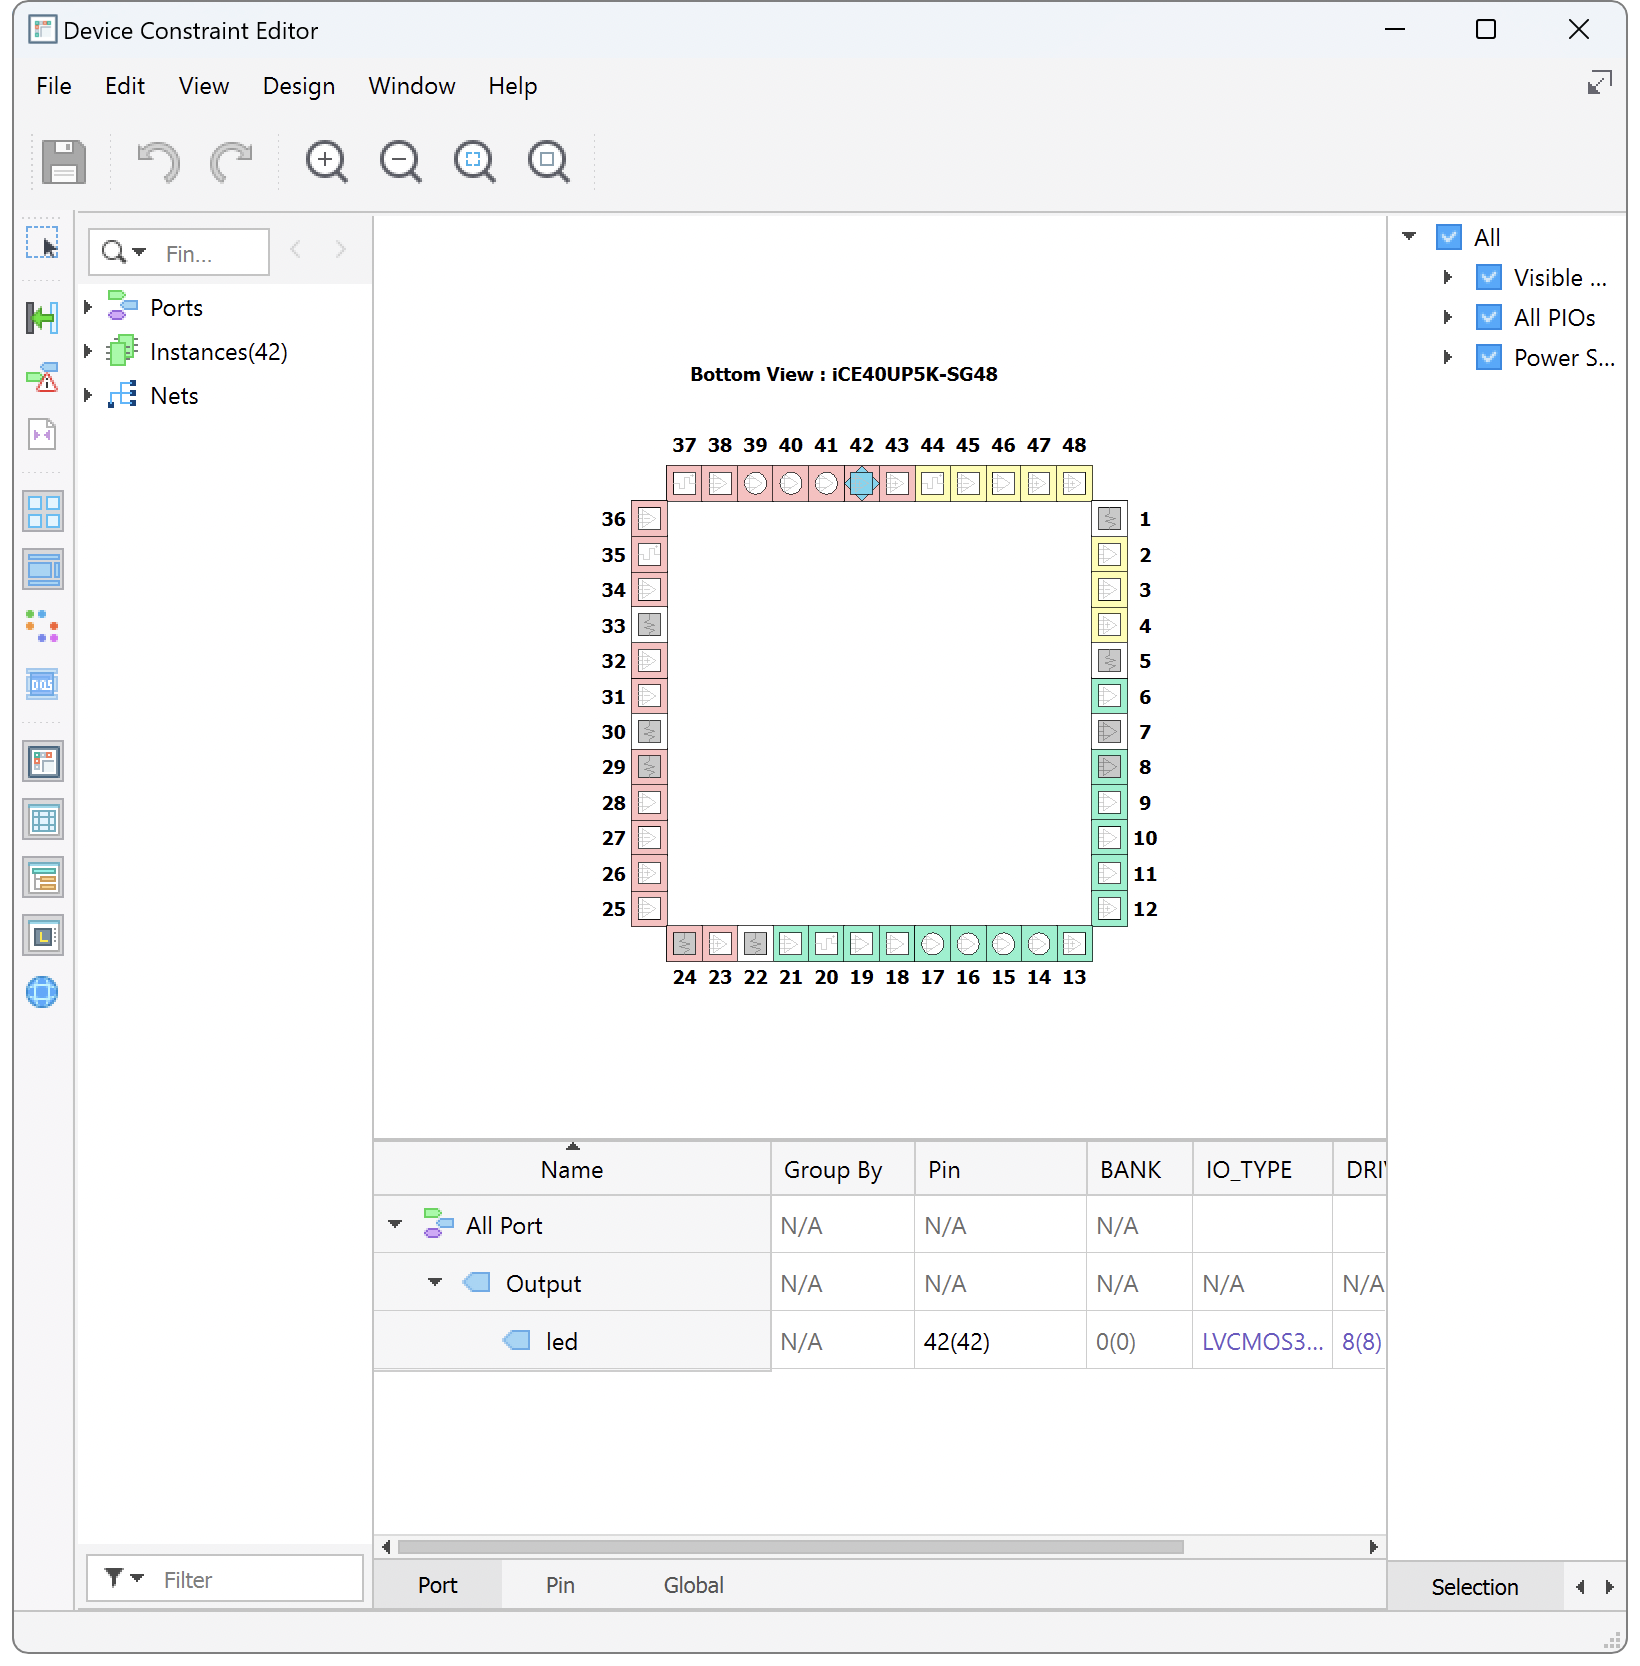 Device Constraint Editor
File Edit View Design Window Help
Fin...
Ports
Instances(42)
Nets
All
Visible ...
All PIOs
Power S...
Bottom View : iCE40UP5K-SG48
37 38 39 40 41 42 43 44 45 46 47 48
36 1
35 2
34 3
33 4
32 5
31 6
30 7
29 8
28 9
27 10
26 11
25 12
24 23 22 21 20 19 18 17 16 15 14 13
DQS
L
Name Group By Pin BANK IO_TYPE DRI
All Port N/A N/A N/A
Output N/A N/A N/A N/A N/A
led N/A 42(42) 0(0) LVCMOS3... 8(8)
Filter
Port Pin Global
Selection